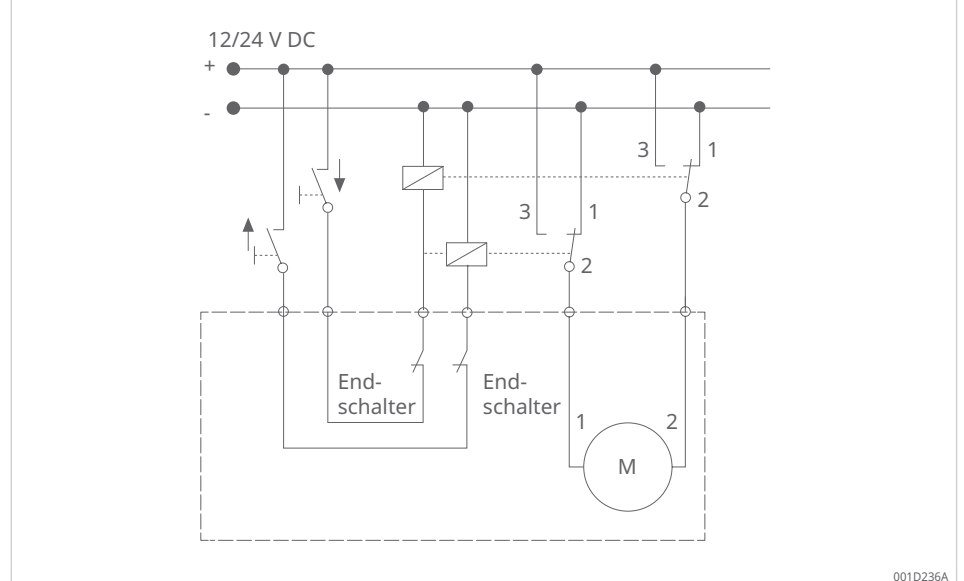 12/24 V DC
+
-
3
1
2
3
1
2
End-
schalter
End-
schalter
1
2
M
001D236A